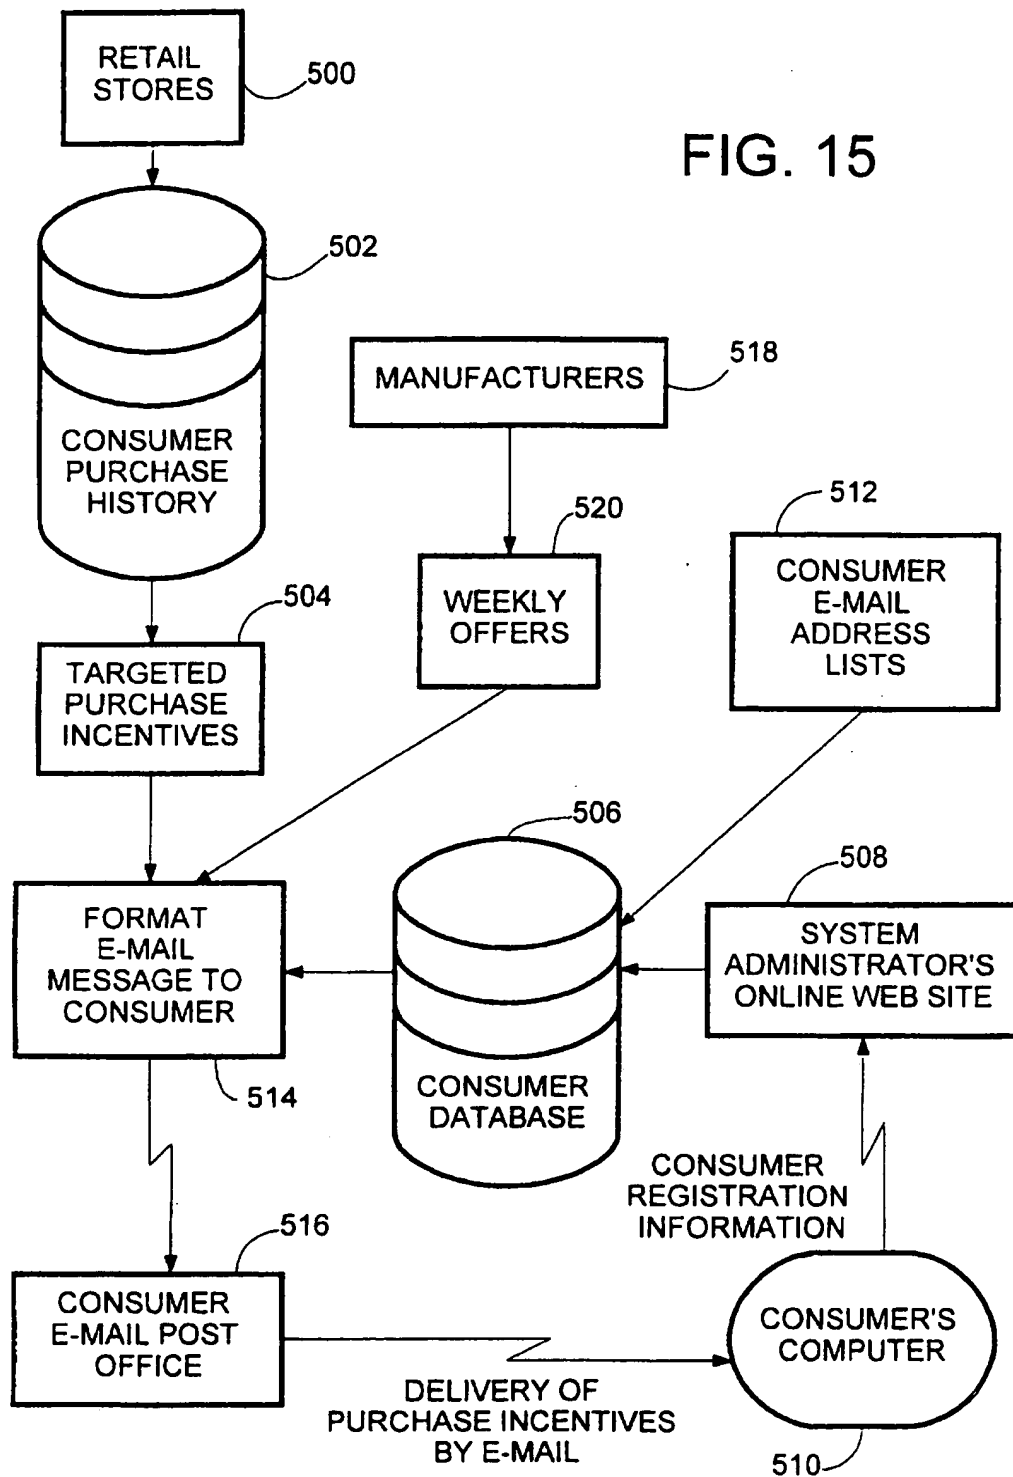 RETAIL
STORES
500
FIG. 15
502
CONSUMER
PURCHASE
HISTORY
MANUFACTURERS
518
512
520
CONSUMER
E-MAIL
ADDRESS
LISTS
WEEKLY
OFFERS
504
TARGETED
PURCHASE
INCENTIVES
506
508
FORMAT
E-MAIL
MESSAGE TO
CONSUMER
SYSTEM
ADMINISTRATOR'S
ONLINE WEB SITE
514
CONSUMER
DATABASE
CONSUMER
REGISTRATION
INFORMATION
516
CONSUMER
E-MAIL POST
OFFICE
CONSUMER'S
COMPUTER
DELIVERY OF
PURCHASE INCENTIVES
BY E-MAIL
510